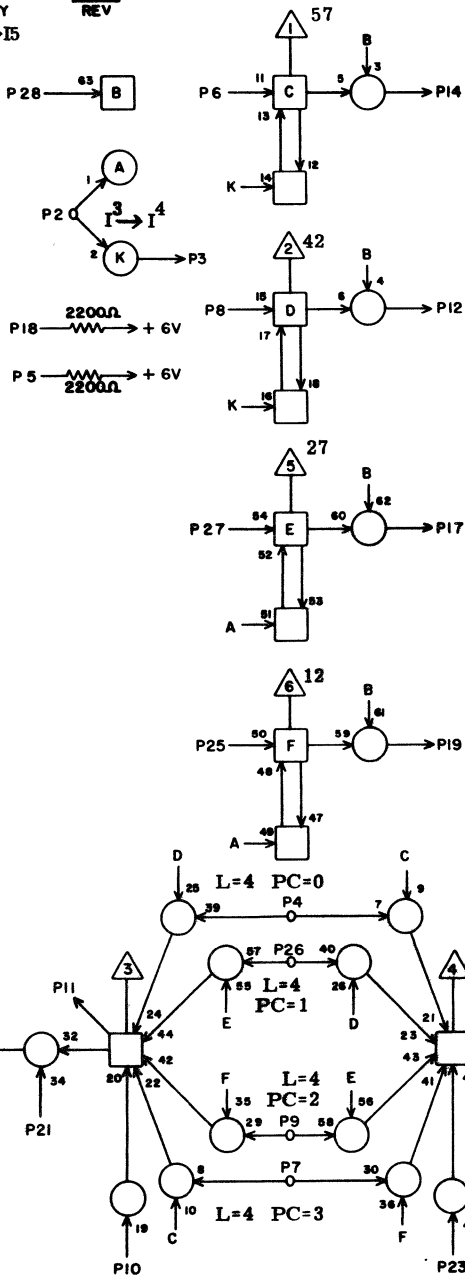 Y REV
I5
1 57
B
P28 63 B
P6 11 C 5 3 P14
13
12
A
1
P2
I3 → I4
K 14
2 K P3
2 42
B
P8 15 D 6 4 P12
17
P18 2200Ω + 6V
P5 2200Ω + 6V
18
K 16
5 27
B
62
P27 54 E 60 P17
52
53
A 51
6 12
B
61
P25 50 F 59 P19
48
47
A 49
D L=4 PC=0 C
25 9
39 P4 7
3 57 P26 40 4
P11 55 L=4 26
24 E PC=1 D 21
32 44 23
42 43
20 22 F L=4 E 41
34 35 PC=2 56
P21 29 P9 58
8 P7 30
10 36
19 C L=4 PC=3 F
P10 P23